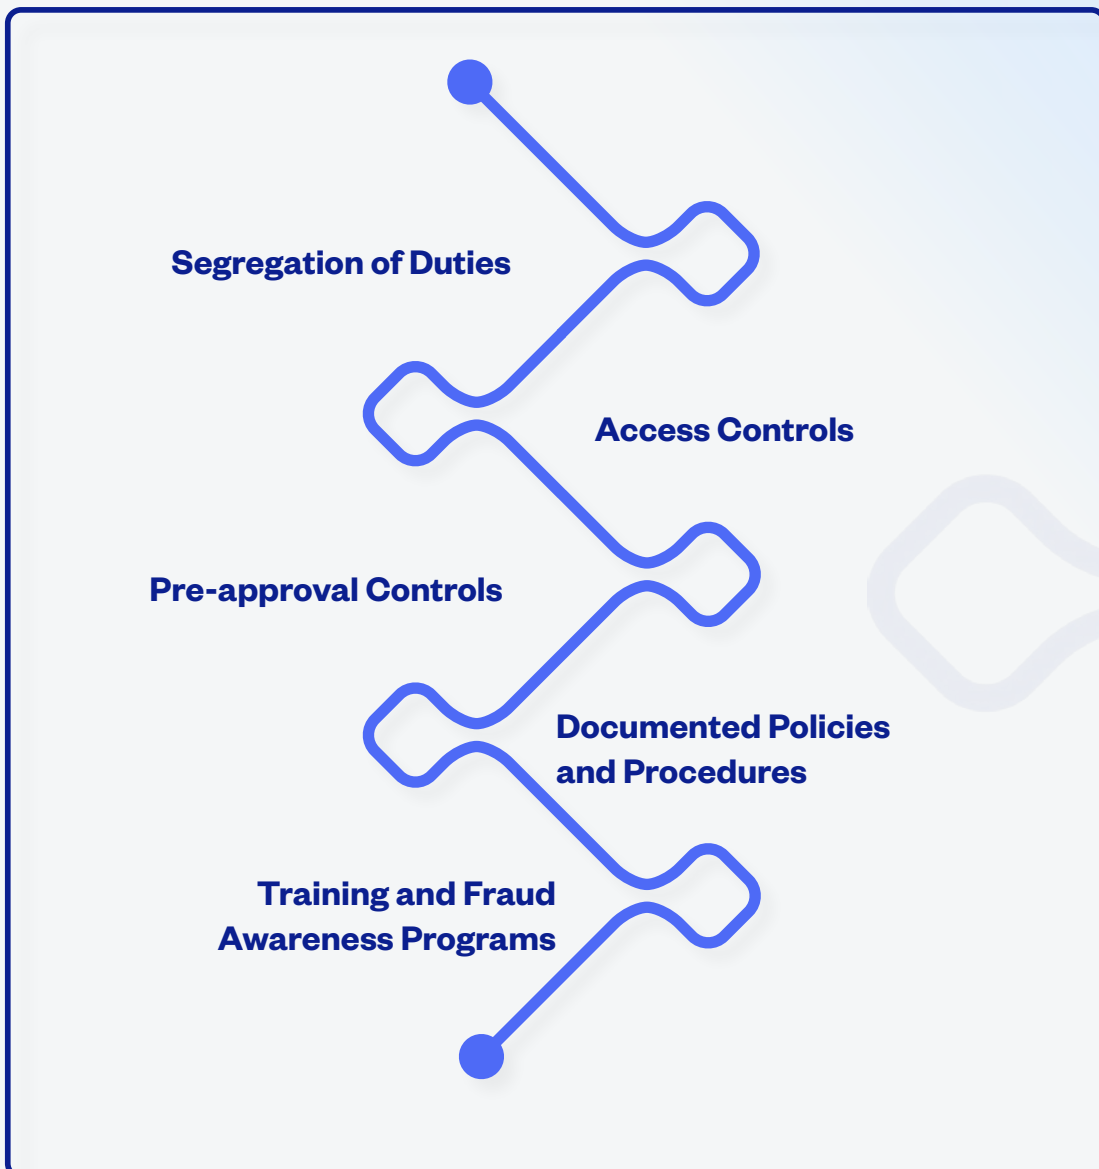 Segregation of Duties
Access Controls
Pre-approval Controls
Documented Policies
and Procedures
Training and Fraud
Awareness Programs